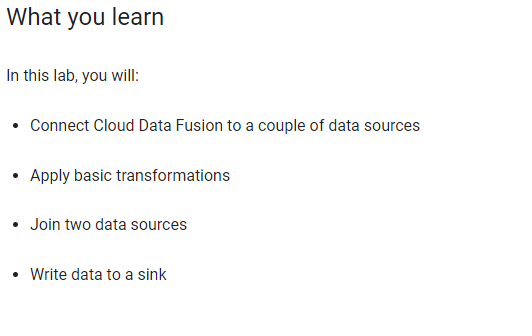 What you learn
In this lab, you will:
• Connect Cloud Data Fusion to a couple of data sources
• Apply basic transformations
• Join two data sources
• Write data to a sink